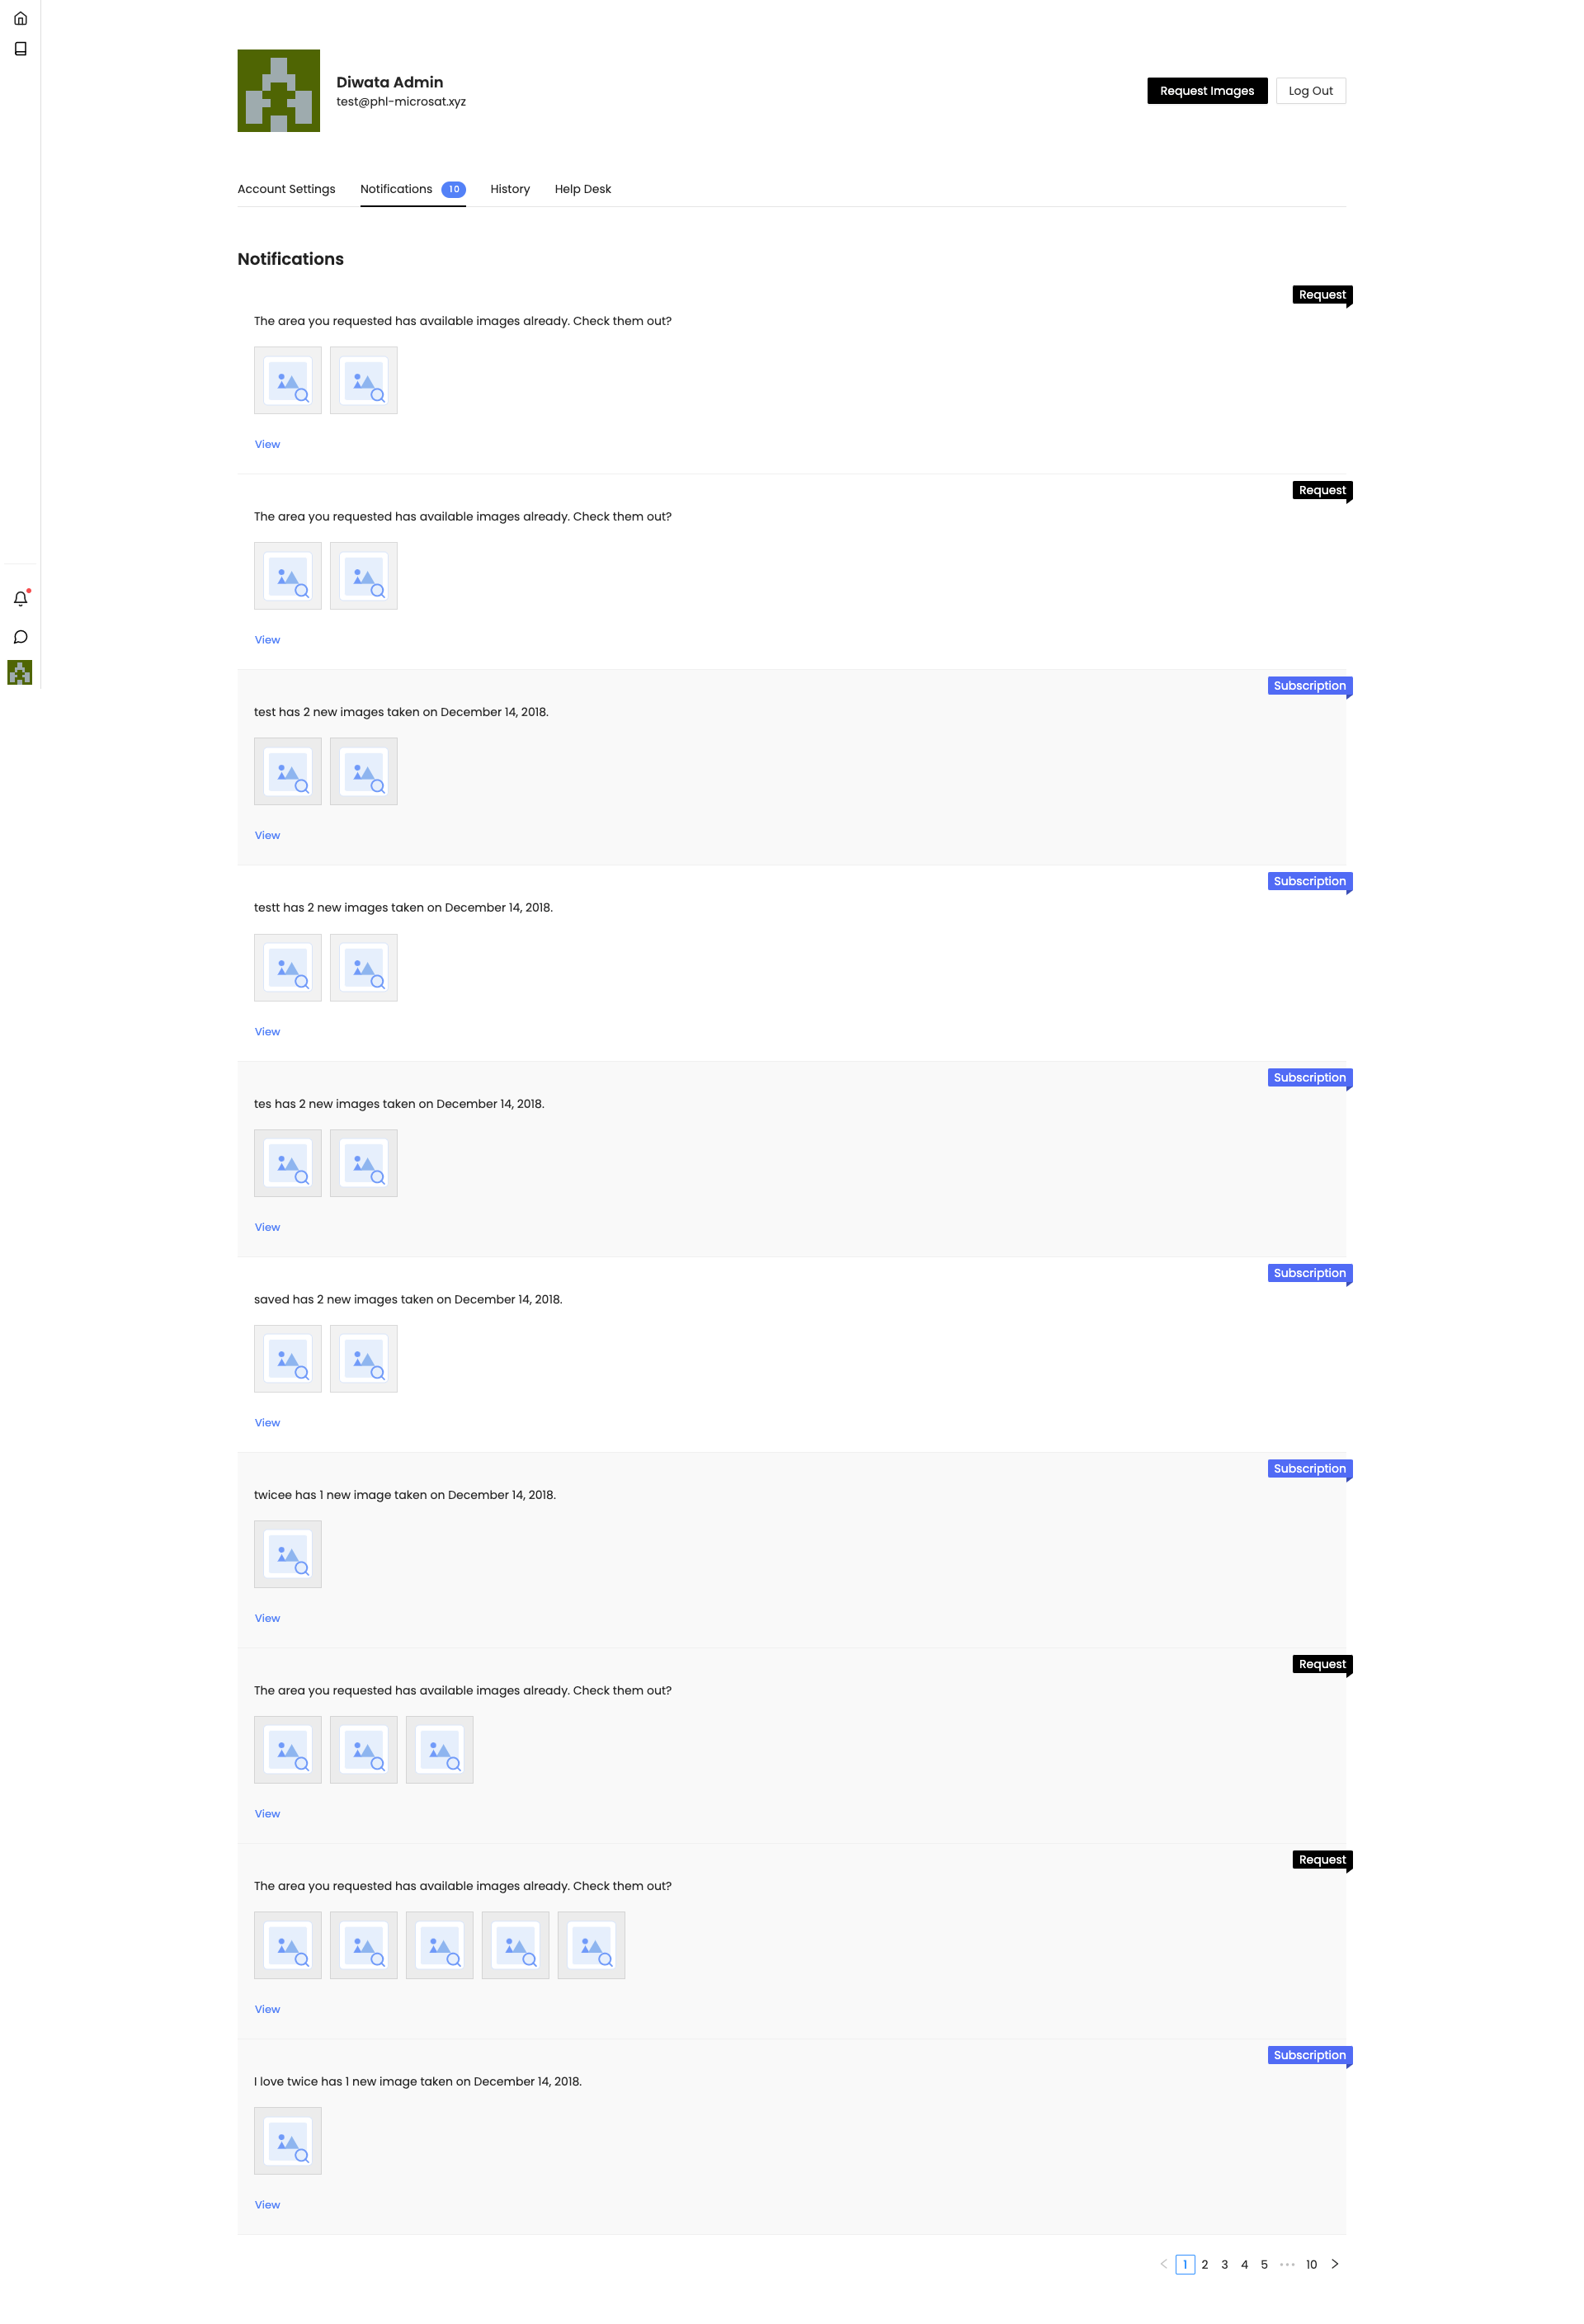 Diwata Admin
test@phl-microsat.xyz
Request Images
Log Out
Account Settings
Notifications 10
History
Help Desk
Notifications
Request
The area you requested has available images already. Check them out?
View
Request
The area you requested has available images already. Check them out?
View
Subscription
test has 2 new images taken on December 14, 2018.
View
Subscription
testt has 2 new images taken on December 14, 2018.
View
Subscription
tes has 2 new images taken on December 14, 2018.
View
Subscription
saved has 2 new images taken on December 14, 2018.
View
Subscription
twicee has 1 new image taken on December 14, 2018.
View
Request
The area you requested has available images already. Check them out?
View
Request
The area you requested has available images already. Check them out?
View
Subscription
I love twice has 1 new image taken on December 14, 2018.
View
1 2 3 4 5 ••• 10